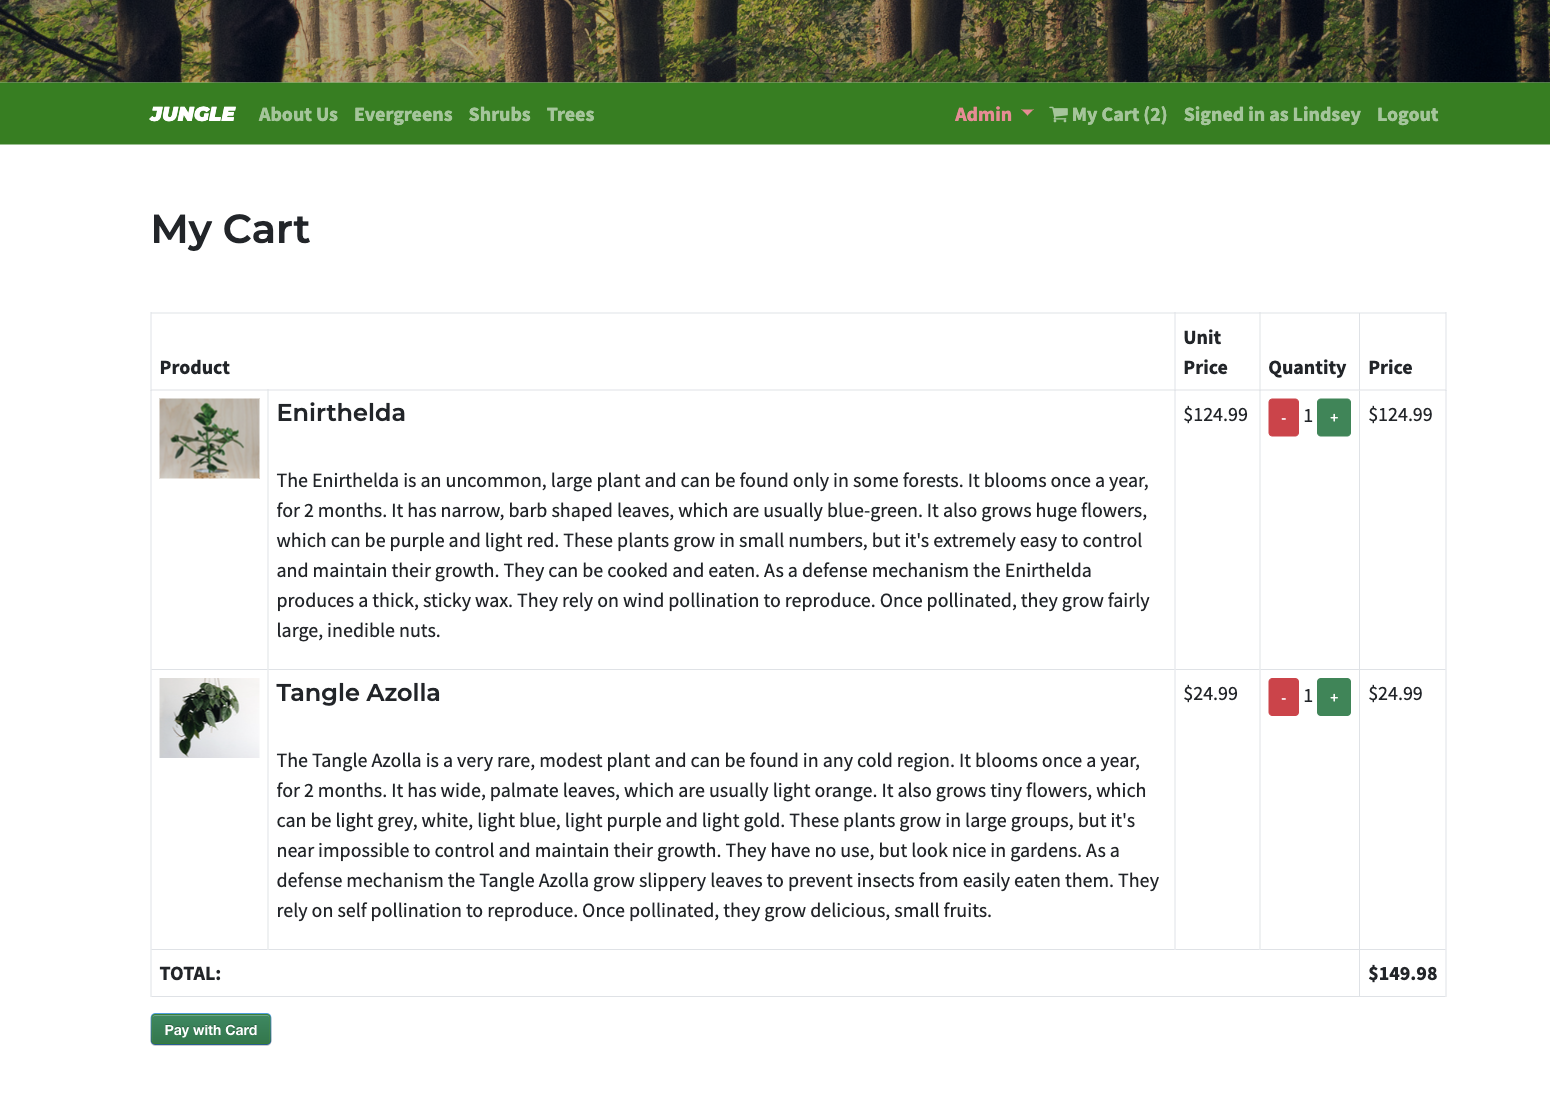 JUNGLE About Us Evergreens Shrubs Trees Admin My Cart (2) Signed in as Lindsey Logout
My Cart
Product Unit Price Quantity Price
Enirthelda $124.99 - 1 + $124.99
The Enirthelda is an uncommon, large plant and can be found only in some forests. It blooms once a year,
for 2 months. It has narrow, barb shaped leaves, which are usually blue-green. It also grows huge flowers,
which can be purple and light red. These plants grow in small numbers, but it's extremely easy to control
and maintain their growth. They can be cooked and eaten. As a defense mechanism the Enirthelda
produces a thick, sticky wax. They rely on wind pollination to reproduce. Once pollinated, they grow fairly
large, inedible nuts.
Tangle Azolla $24.99 - 1 + $24.99
The Tangle Azolla is a very rare, modest plant and can be found in any cold region. It blooms once a year,
for 2 months. It has wide, palmate leaves, which are usually light orange. It also grows tiny flowers, which
can be light grey, white, light blue, light purple and light gold. These plants grow in large groups, but it's
near impossible to control and maintain their growth. They have no use, but look nice in gardens. As a
defense mechanism the Tangle Azolla grow slippery leaves to prevent insects from easily eaten them. They
rely on self pollination to reproduce. Once pollinated, they grow delicious, small fruits.
TOTAL: $149.98
Pay with Card